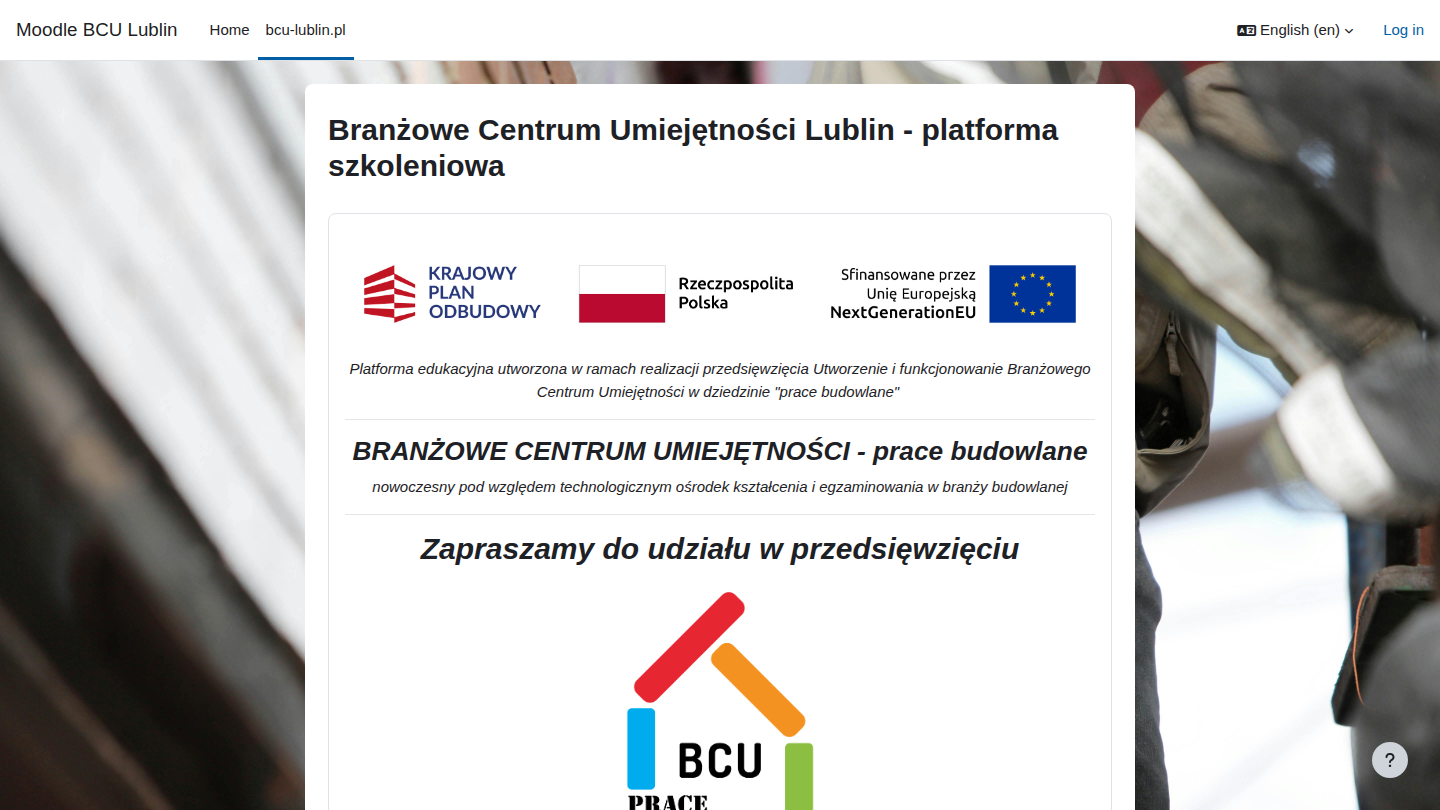 Moodle BCU Lublin
Home
bcu-lublin.pl
English (en)
Log in
Branżowe Centrum Umiejętności Lublin - platforma
szkoleniowa
KRAJOWY
PLAN
ODBUDOWY
Rzeczpospolita
Polska
Sfinansowane przez
Unię Europejską
NextGenerationEU
Platforma edukacyjna utworzona w ramach realizacji przedsięwzięcia Utworzenie i funkcjonowanie Branżowego
Centrum Umiejętności w dziedzinie "prace budowlane"
BRANŻOWE CENTRUM UMIEJĘTNOŚCI - prace budowlane
nowoczesny pod względem technologicznym ośrodek kształcenia i egzaminowania w branży budowlanej
Zapraszamy do udziału w przedsięwzięciu
BCU
PRACE
?